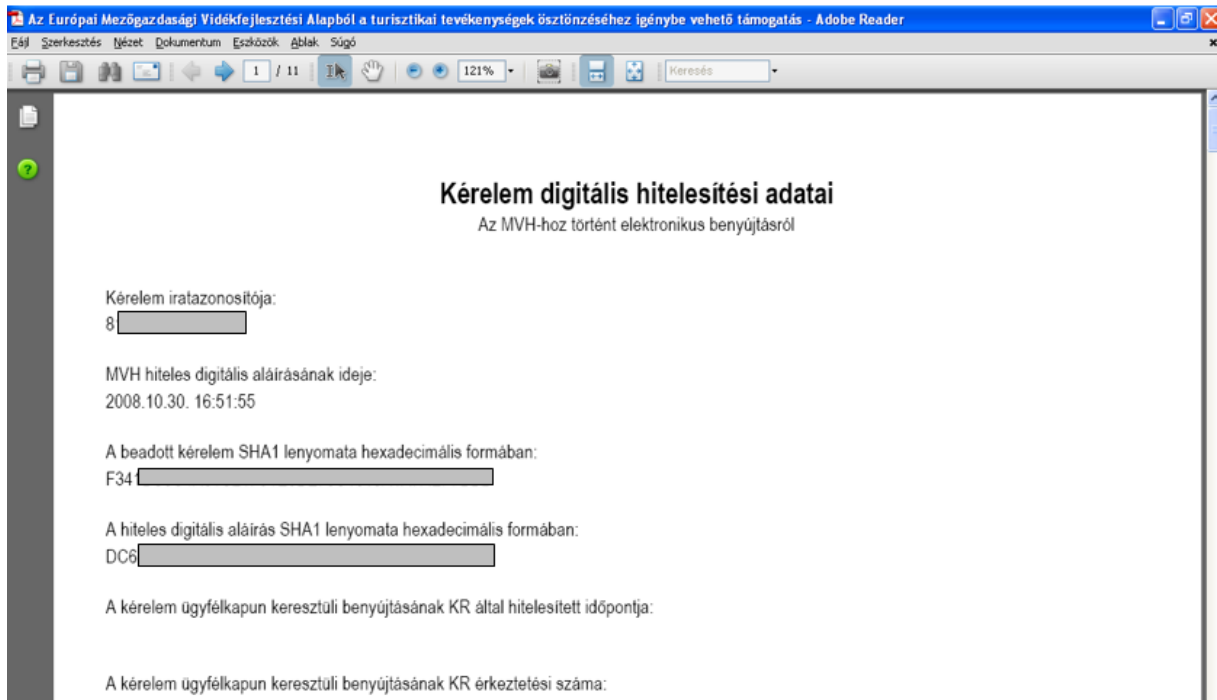 Az Európai Mezőgazdasági Vidékfejlesztési Alapból a turisztikai tevékenységek ösztönzéséhez igénybe vehető támogatás - Adobe Reader
Fájl Szerkesztés Nézet Dokumentum Eszközök Ablak Súgó
1 / 11 121% Keresés
Kérelem digitális hitelesítési adatai
Az MVH-hoz történt elektronikus benyújtásról
Kérelem iratazonosítója:
8
MVH hiteles digitális aláírásának ideje:
2008.10.30. 16:51:55
A beadott kérelem SHA1 lenyomata hexadecimális formában:
F341
A hiteles digitális aláírás SHA1 lenyomata hexadecimális formában:
DC6
A kérelem ügyfélkapun keresztüli benyújtásának KR által hitelesített időpontja:
A kérelem ügyfélkapun keresztüli benyújtásának KR érkeztetési száma: